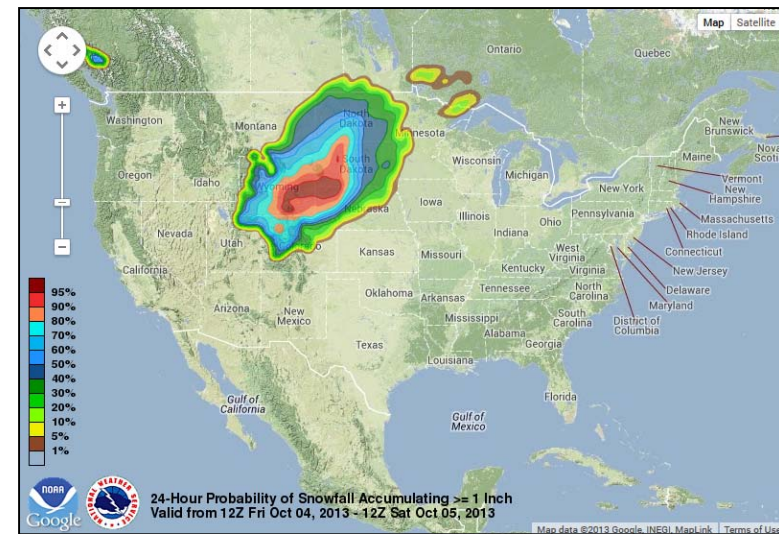 Map
Satellite
Ontario
Quebec
Washington
Montana
North
Dakota
Minnesota
New
Brunswick
Maine
Nova
Oregon
Idaho
South
Dakota
Wisconsin
Michigan
Vermont
New
Hampshire
Wyoming
New York
Massachusetts
Nebraska
Iowa
Illinois
Indiana
Ohio
Pennsylvania
Rhode Island
Connecticut
Nevada
Utah
Kansas
Missouri
West
Virginia
Kentucky
Virginia
New Jersey
Delaware
Maryland
California
Oklahoma
Arkansas
Tennessee
North
Carolina
District of
Columbia
Arizona
New
Mexico
Mississippi
South
Carolina
Alabama
Georgia
Texas
Louisiana
Florida
Gulf of
California
Gulf of
Mexico
95%
90%
80%
70%
60%
50%
40%
30%
20%
10%
5%
1%
NOAA
NATIONAL WEATHER SERVICE
Google
24-Hour Probability of Snowfall Accumulating >= 1 Inch
Valid from 12Z Fri Oct 04, 2013 - 12Z Sat Oct 05, 2013
Map data ©2013 Google, INEGI, MapLink
Terms of Use